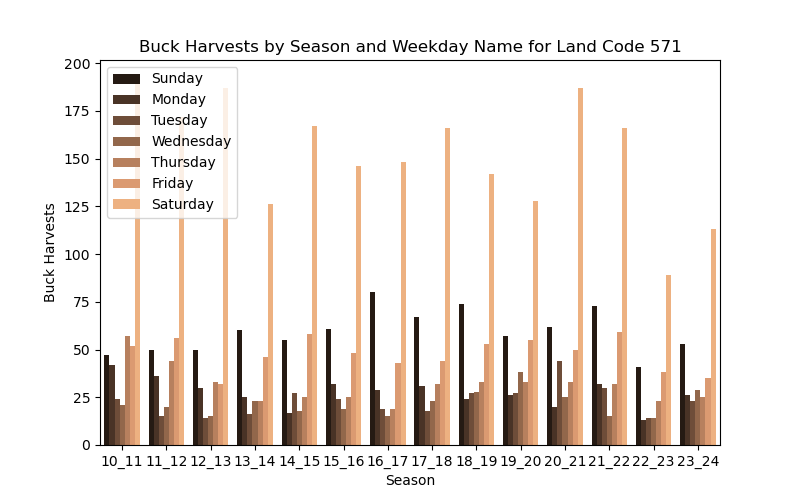 Buck Harvests by Season and Weekday Name for Land Code 571
200
175
150
125
100
75
50
25
0
Buck Harvests
Sunday
Monday
Tuesday
Wednesday
Thursday
Friday
Saturday
10_11 11_12 12_13 13_14 14_15 15_16 16_17 17_18 18_19 19_20 20_21 21_22 22_23 23_24
Season